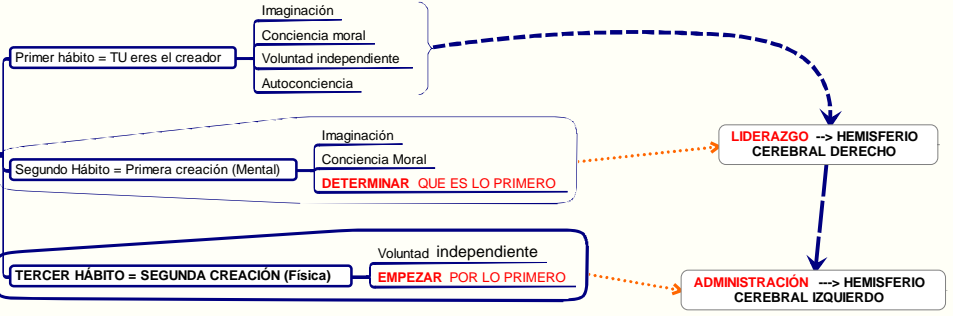 Imaginación
Conciencia moral
Primer hábito = TU eres el creador
Voluntad independiente
Autoconciencia
Imaginación
Segundo Hábito = Primera creación (Mental)
Conciencia Moral
DETERMINAR QUE ES LO PRIMERO
LIDERAZGO --> HEMISFERIO
CEREBRAL DERECHO
Voluntad independiente
TERCER HÁBITO = SEGUNDA CREACIÓN (Física)
EMPEZAR POR LO PRIMERO
ADMINISTRACIÓN ---> HEMISFERIO
CEREBRAL IZQUIERDO